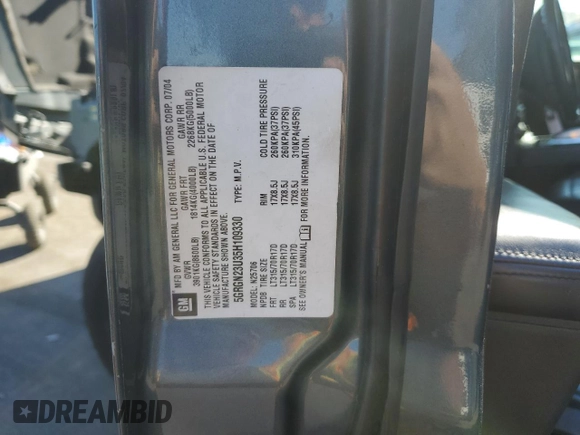 GM
MFD BY AM GENERAL LLC FOR GENERAL MOTORS CORP. 07/04
GVWR GAWR FRT GAWR RR
3901KG(8600LB) 1814KG(4000LB) 2268KG(5000LB)
THIS VEHICLE CONFORMS TO ALL APPLICABLE U.S. FEDERAL MOTOR
VEHICLE SAFETY STANDARDS IN EFFECT ON THE DATE OF
MANUFACTURE SHOWN ABOVE.
5GRGN23U35H109330 TYPE: M.P.V.
MODEL: N25706
NPDB TIRE SIZE RIM COLD TIRE PRESSURE
FRT LT315/70R17D 17X8.5J 260KPA(37PSI)
RR LT315/70R17D 17X8.5J 260KPA(37PSI)
SPA LT315/70R17D 17X8.5J 310KPA(45PSI)
SEE OWNER'S MANUAL FOR MORE INFORMATION.
DREAMBID